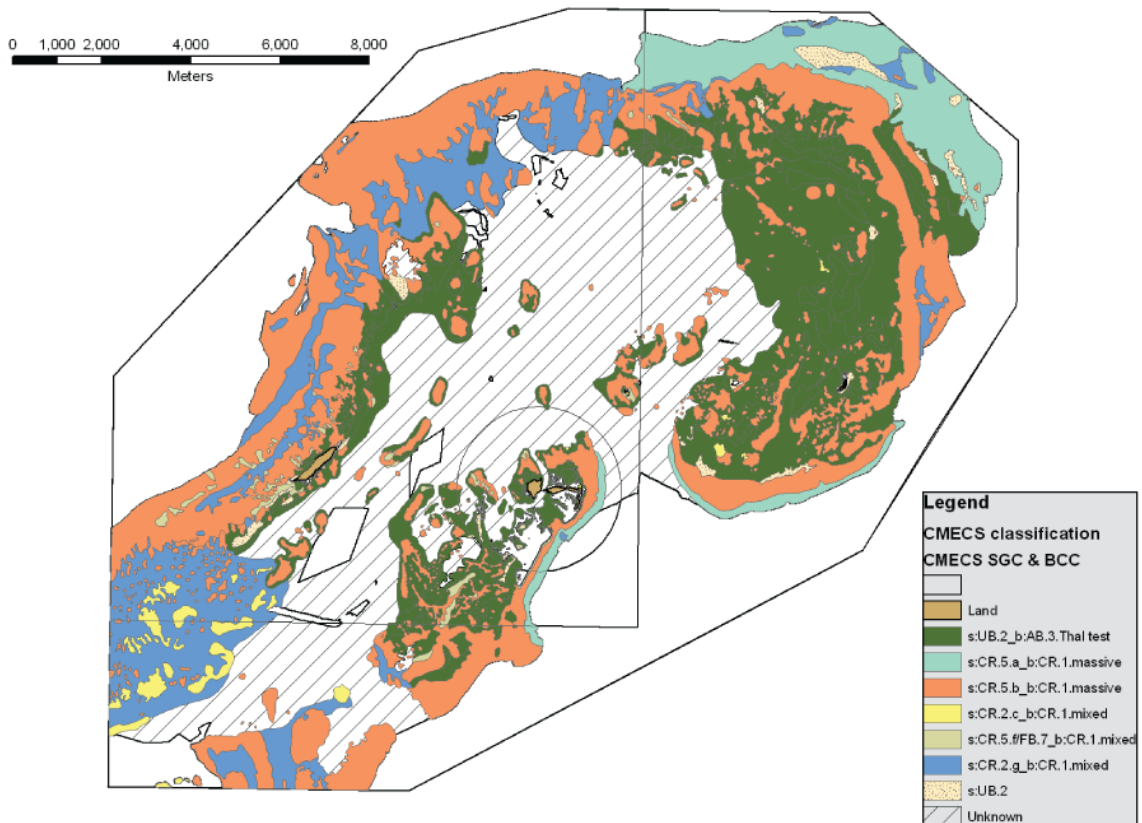 0 1,000 2,000 4,000 6,000 8,000
Meters
Legend
CMECS classification
CMECS SGC & BCC
Land
s:UB.2_b:AB.3.Thal test
s:CR.5.a_b:CR.1.massive
s:CR.5.b_b:CR.1.massive
s:CR.2.c_b:CR.1.mixed
s:CR.5.f/FB.7_b:CR.1.mixed
s:CR.2.g_b:CR.1.mixed
s:UB.2
Unknown